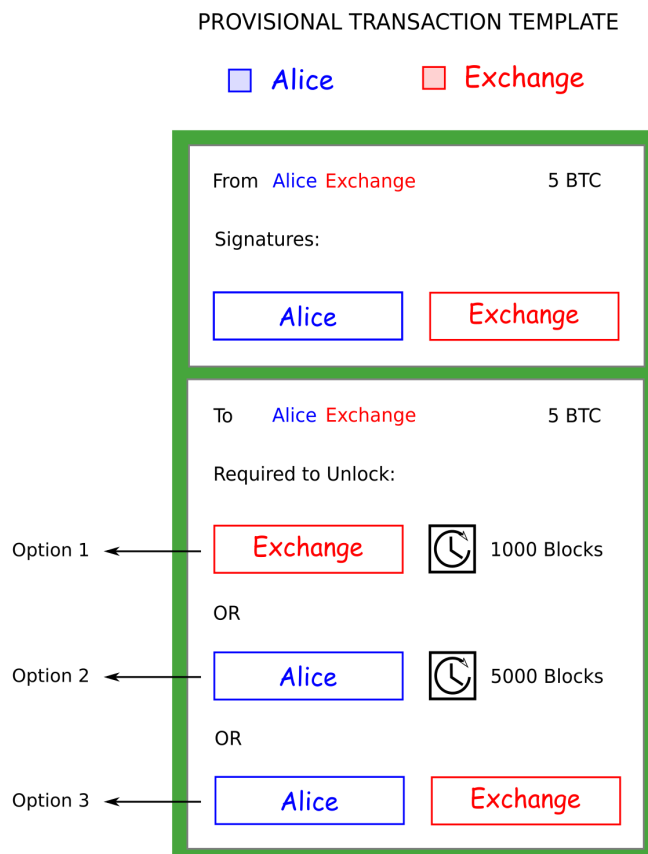 PROVISIONAL TRANSACTION TEMPLATE
Alice Exchange
From Alice Exchange 5 BTC
Signatures:
Alice Exchange
To Alice Exchange 5 BTC
Required to Unlock:
Option 1 Exchange 1000 Blocks
OR
Option 2 Alice 5000 Blocks
OR
Option 3 Alice Exchange